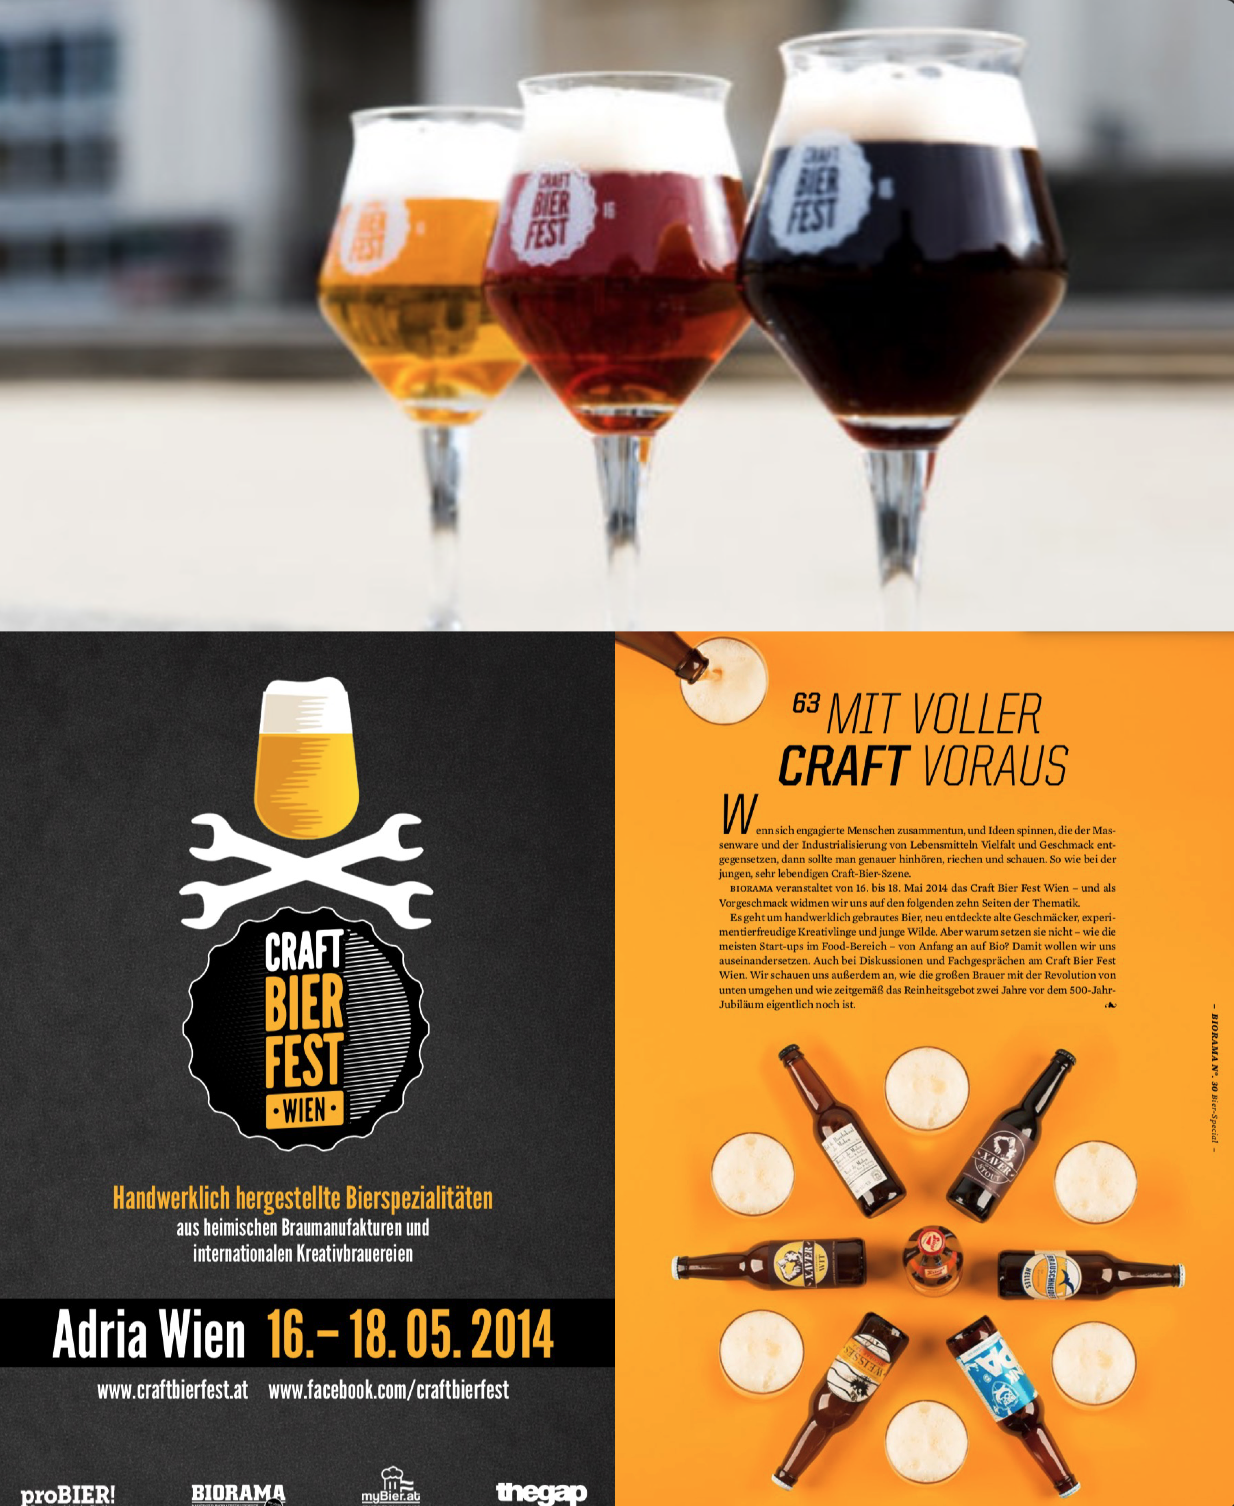 BIER
FEST
CRAFT
BIER
FEST
16
CRAFT
BIER
FEST
16
CRAFT
BIER
FEST
· WIEN ·
Handwerklich hergestellte Bierspezialitäten
aus heimischen Braumanufakturen und
internationalen Kreativbrauereien
Adria Wien 16.– 18. 05. 2014
www.craftbierfest.at www.facebook.com/craftbierfest
proBIER!
BIORAMA
myBier.at
thegap
63 MIT VOLLER
CRAFT VORAUS
Wenn sich engagierte Menschen zusammentun, und Ideen spinnen, die der Mas-
senware und der Industrialisierung von Lebensmitteln Vielfalt und Geschmack ent-
gegensetzen, dann sollte man genauer hinhören, riechen und schauen. So wie bei der
jungen, sehr lebendigen Craft-Bier-Szene.
BIORAMA veranstaltet von 16. bis 18. Mai 2014 das Craft Bier Fest Wien – und als
Vorgeschmack widmen wir uns auf den folgenden zehn Seiten der Thematik.
Es geht um handwerklich gebrautes Bier, neu entdeckte alte Geschmäcker, experi-
mentierfreudige Kreativlinge und junge Wilde. Aber warum setzen sie nicht – wie die
meisten Start-ups im Food-Bereich – von Anfang an auf Bio? Damit wollen wir uns
auseinandersetzen. Auch bei Diskussionen und Fachgesprächen am Craft Bier Fest
Wien. Wir schauen uns außerdem an, wie die großen Brauer mit der Revolution von
unten umgehen und wie zeitgemäß das Reinheitsgebot zwei Jahre vor dem 500-Jahr-
Jubiläum eigentlich noch ist.
– BIORAMA Nº. 30 Bier-Special –
XAVER
STOUT
XAVER
WIT
HELLES
WEISSES